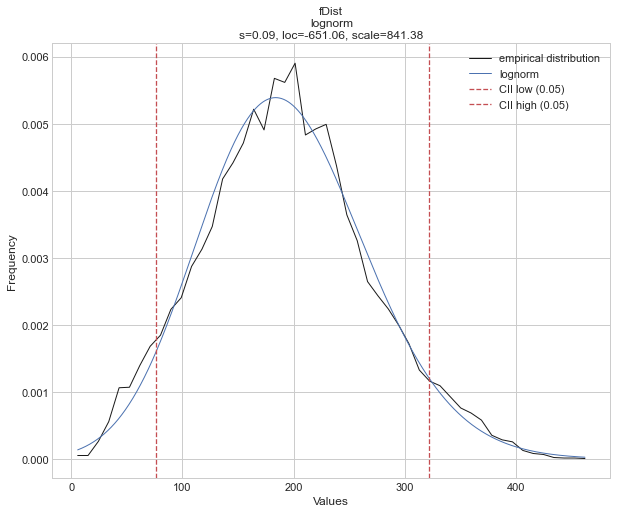 fDist
lognorm
s=0.09, loc=-651.06, scale=841.38
empirical distribution
lognorm
CII low (0.05)
CII high (0.05)
0.006
0.005
0.004
0.003
0.002
0.001
0.000
Frequency
0
100
200
300
400
Values